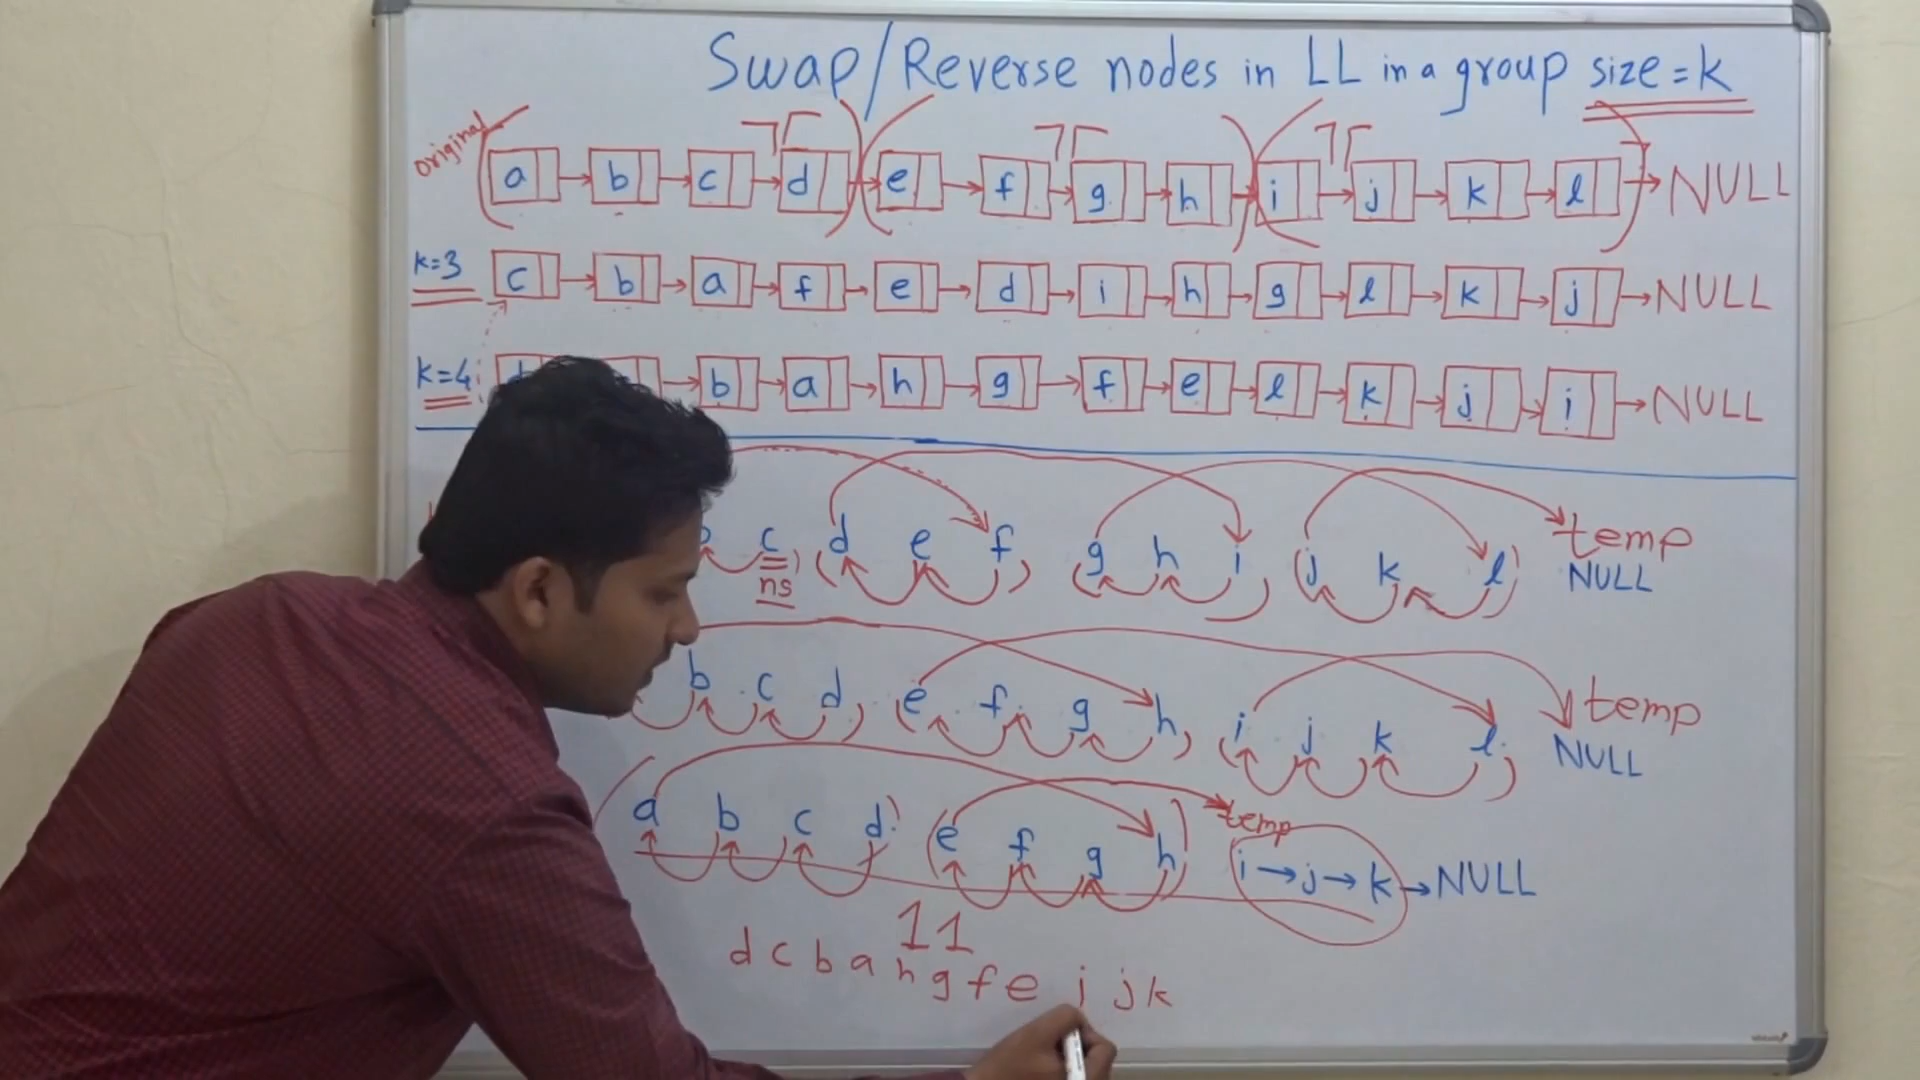 Swap/Reverse nodes in LL in a group size=k
original
a b c d e f g h i j k l NULL
k=3 c b a f e d i h g l k j NULL
k=4 b a h g f e l k j i NULL
c d e f g h i j k l temp
ns NULL
b c d e f g h i j k l temp
NULL
a b c d e f g h temp i j k NULL
11
d c b a h g f e i j k